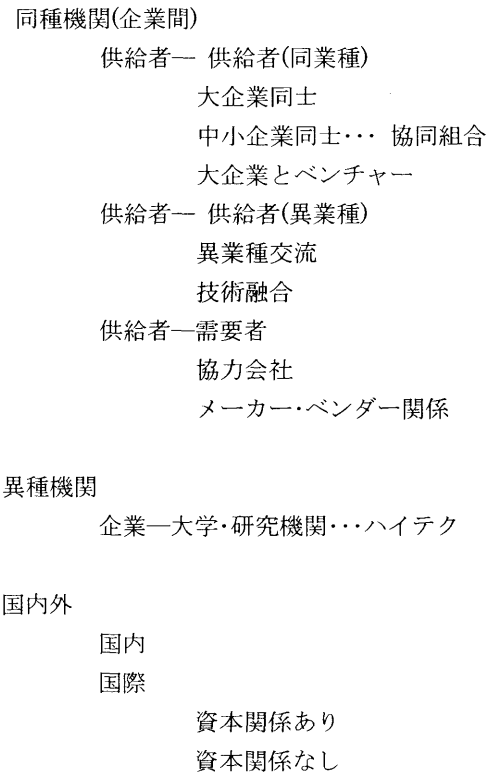 同種機関(企業間)
供給者― 供給者(同業種)
大企業同士
中小企業同士･･･ 協同組合
大企業とベンチャー
供給者― 供給者(異業種)
異業種交流
技術融合
供給者―需要者
協力会社
メーカー･ベンダー関係
異種機関
企業―大学･研究機関･･･ハイテク
国内外
国内
国際
資本関係あり
資本関係なし